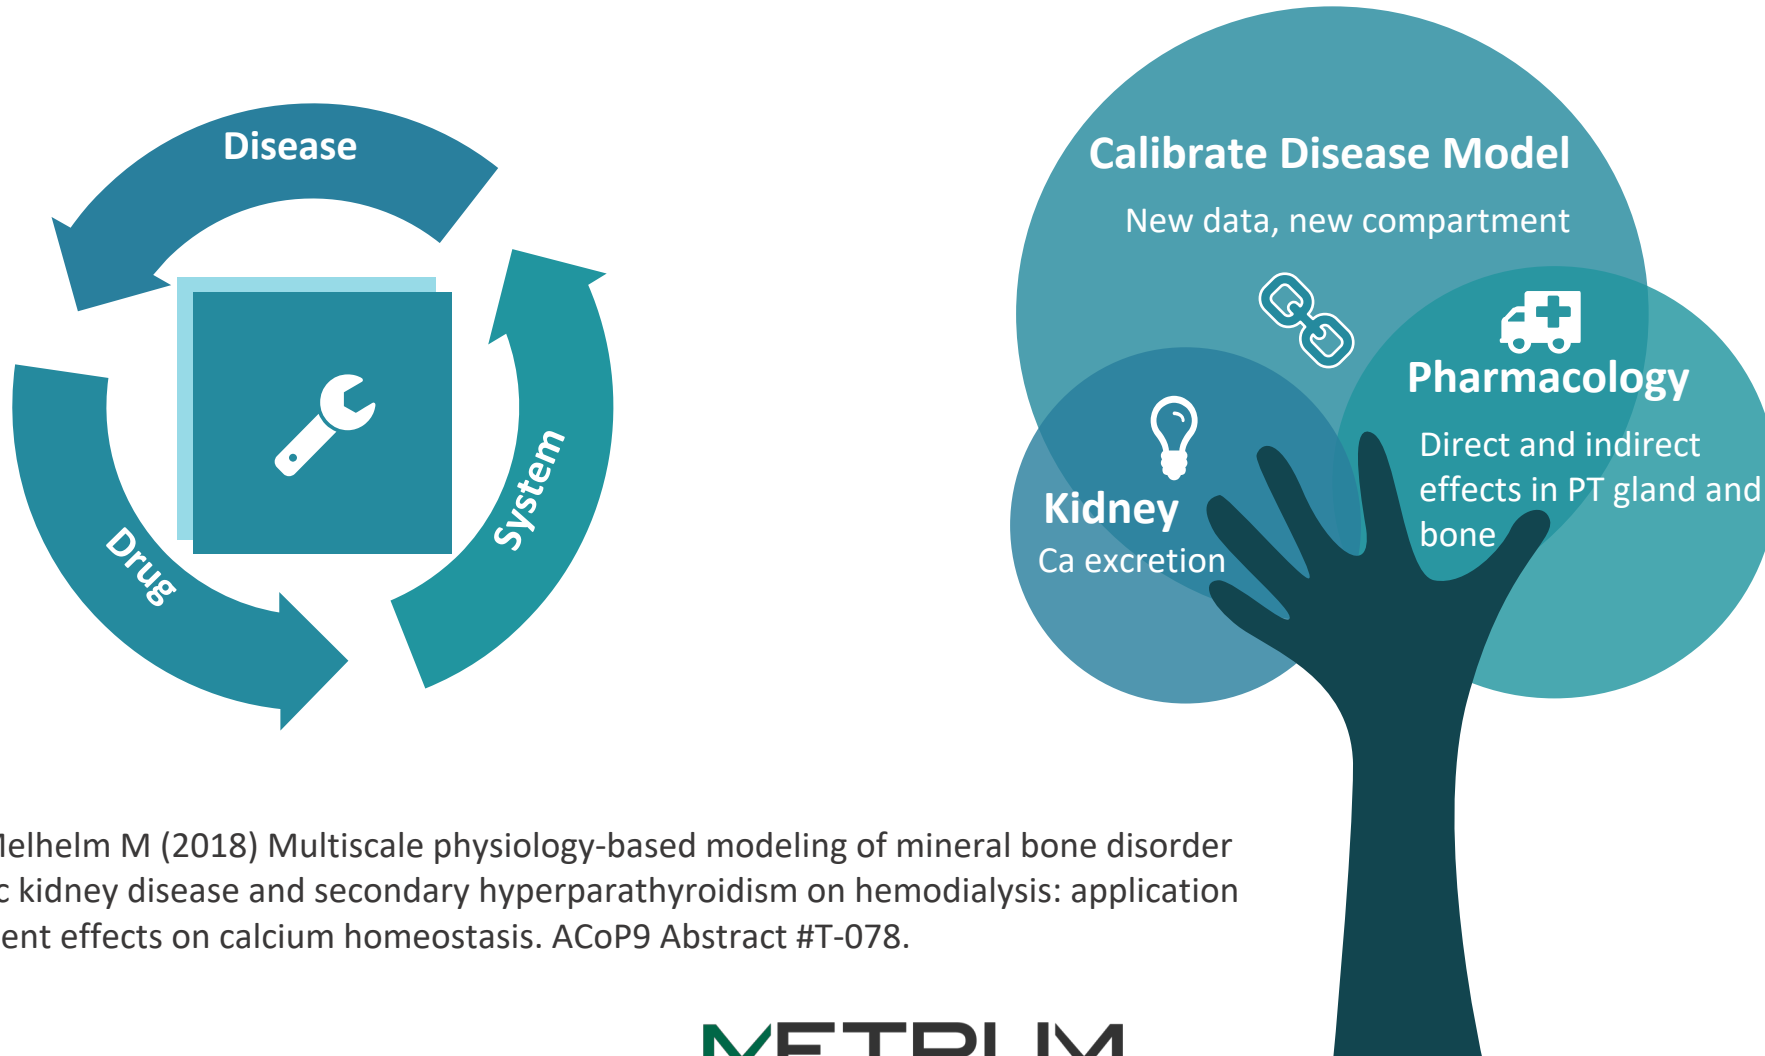 Disease
Drug
System
Calibrate Disease Model
New data, new compartment
Pharmacology
Direct and indirect
effects in PT gland and
bone
Kidney
Ca excretion
M (2018) Multiscale physiology-based modeling of mineral bone disorder
kidney disease and secondary hyperparathyroidism on hemodialysis: application
effects on calcium homeostasis. ACoP9 Abstract #T-078.
METRUM